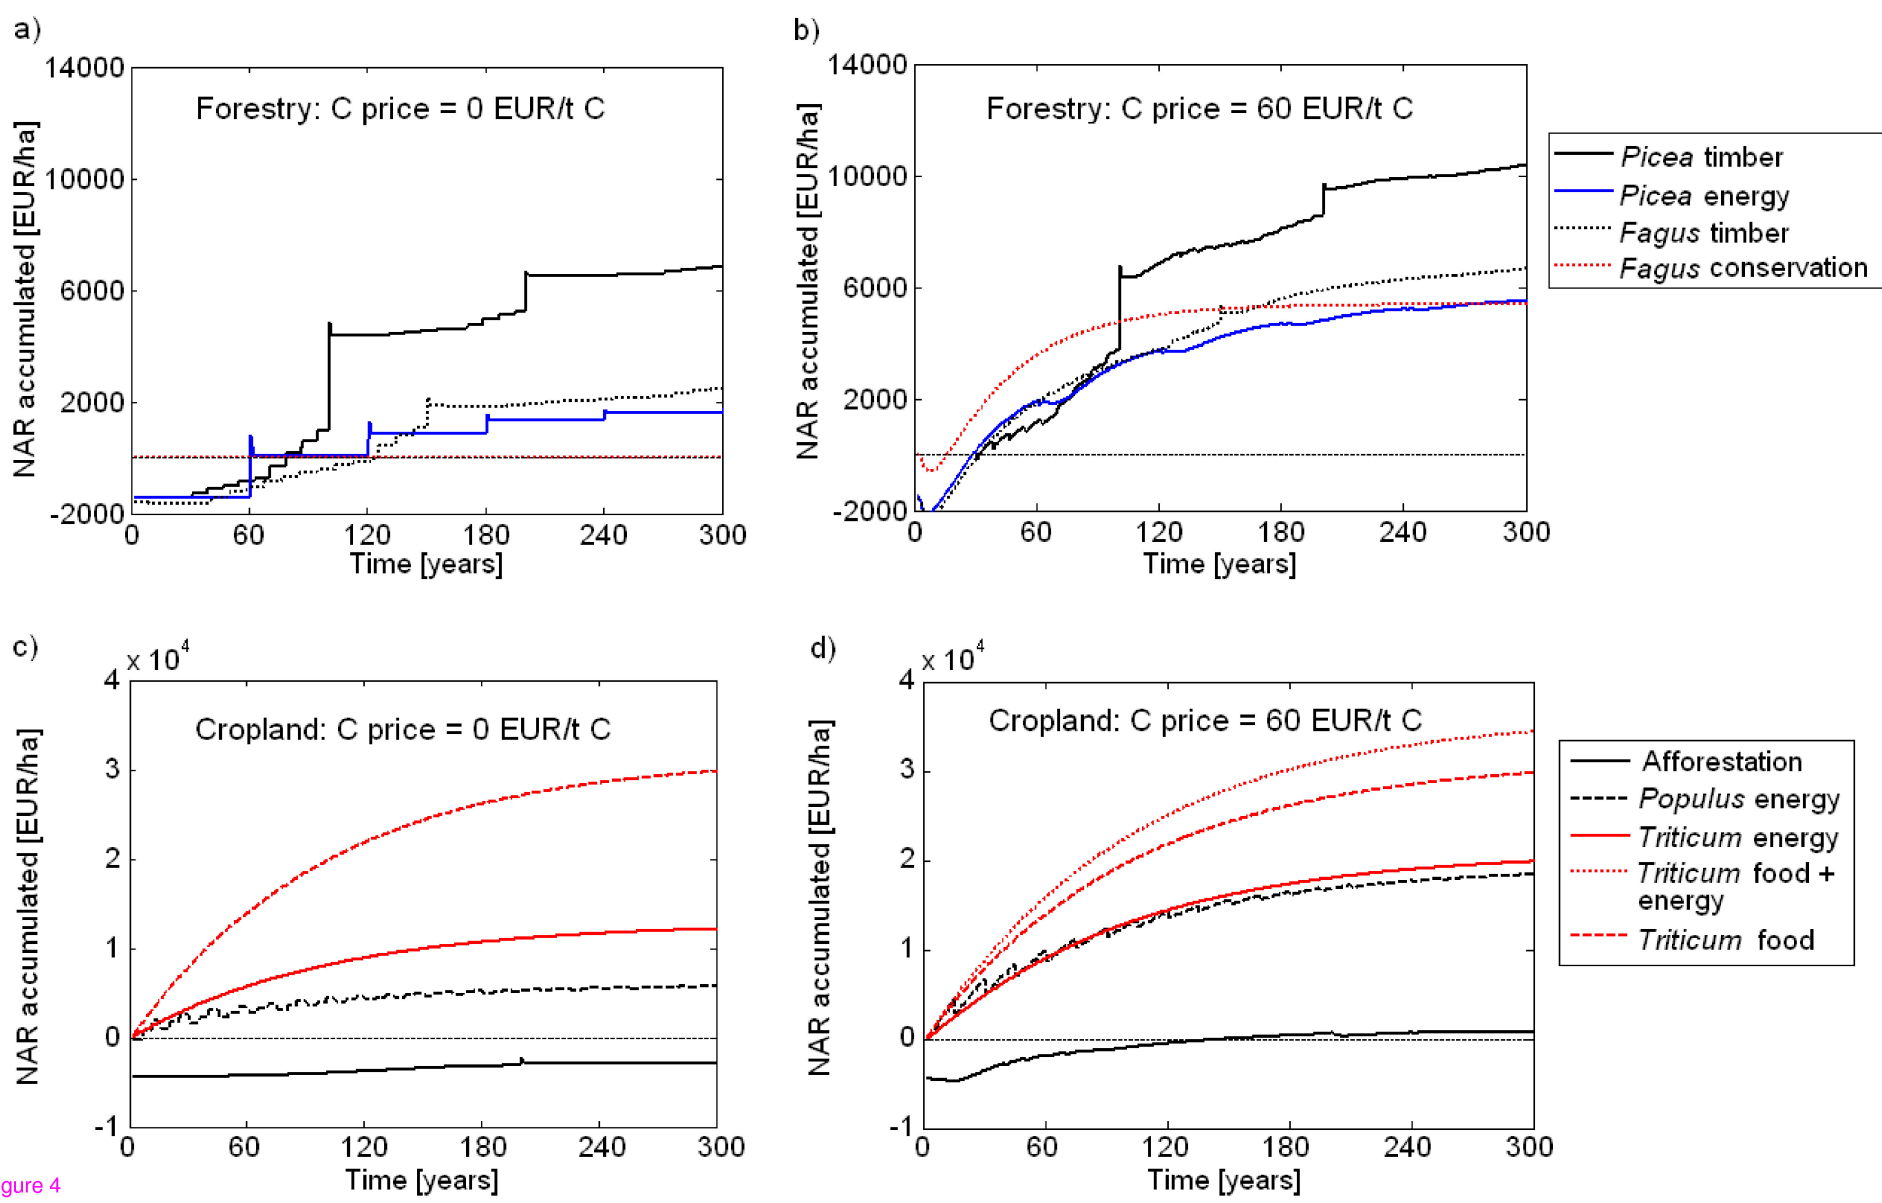 a)
14000
10000
6000
2000
-2000
NAR accumulated [EUR/ha]
Forestry: C price = 0 EUR/t C
60
120
180
240
300
Time [years]
b)
14000
10000
6000
2000
-2000
NAR accumulated [EUR/ha]
Forestry: C price = 60 EUR/t C
0
60
120
180
240
300
Time [years]
Picea timber
Picea energy
Fagus timber
Fagus conservation
c)
x 10^4
4
3
2
1
0
-1
NAR accumulated [EUR/ha]
Cropland: C price = 0 EUR/t C
0
60
120
180
240
300
Time [years]
d)
x 10^4
4
3
2
1
0
-1
NAR accumulated [EUR/ha]
Cropland: C price = 60 EUR/t C
0
60
120
180
240
300
Time [years]
Afforestation
Populus energy
Triticum energy
Triticum food +
energy
Triticum food
gure 4